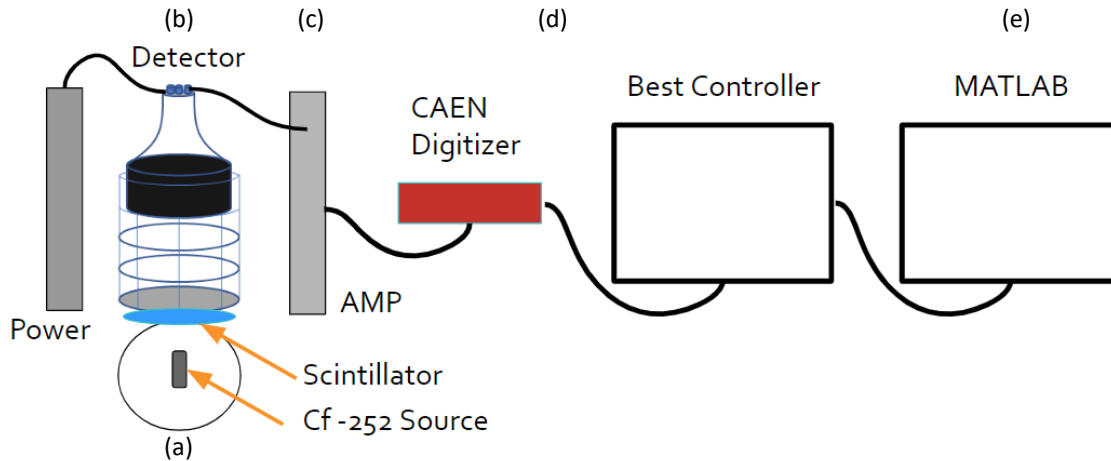 (b)
(c)
(d)
(e)
Detector
CAEN
Digitizer
Best Controller
MATLAB
Power
AMP
Scintillator
Cf -252 Source
(a)